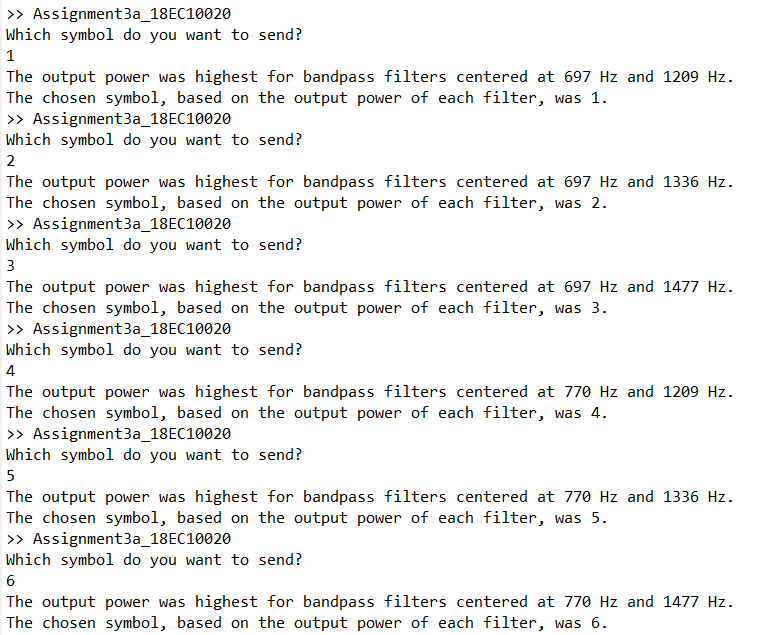 >> Assignment3a_18EC10020
Which symbol do you want to send?
1
The output power was highest for bandpass filters centered at 697 Hz and 1209 Hz.
The chosen symbol, based on the output power of each filter, was 1.
>> Assignment3a_18EC10020
Which symbol do you want to send?
2
The output power was highest for bandpass filters centered at 697 Hz and 1336 Hz.
The chosen symbol, based on the output power of each filter, was 2.
>> Assignment3a_18EC10020
Which symbol do you want to send?
3
The output power was highest for bandpass filters centered at 697 Hz and 1477 Hz.
The chosen symbol, based on the output power of each filter, was 3.
>> Assignment3a_18EC10020
Which symbol do you want to send?
4
The output power was highest for bandpass filters centered at 770 Hz and 1209 Hz.
The chosen symbol, based on the output power of each filter, was 4.
>> Assignment3a_18EC10020
Which symbol do you want to send?
5
The output power was highest for bandpass filters centered at 770 Hz and 1336 Hz.
The chosen symbol, based on the output power of each filter, was 5.
>> Assignment3a_18EC10020
Which symbol do you want to send?
6
The output power was highest for bandpass filters centered at 770 Hz and 1477 Hz.
The chosen symbol, based on the output power of each filter, was 6.